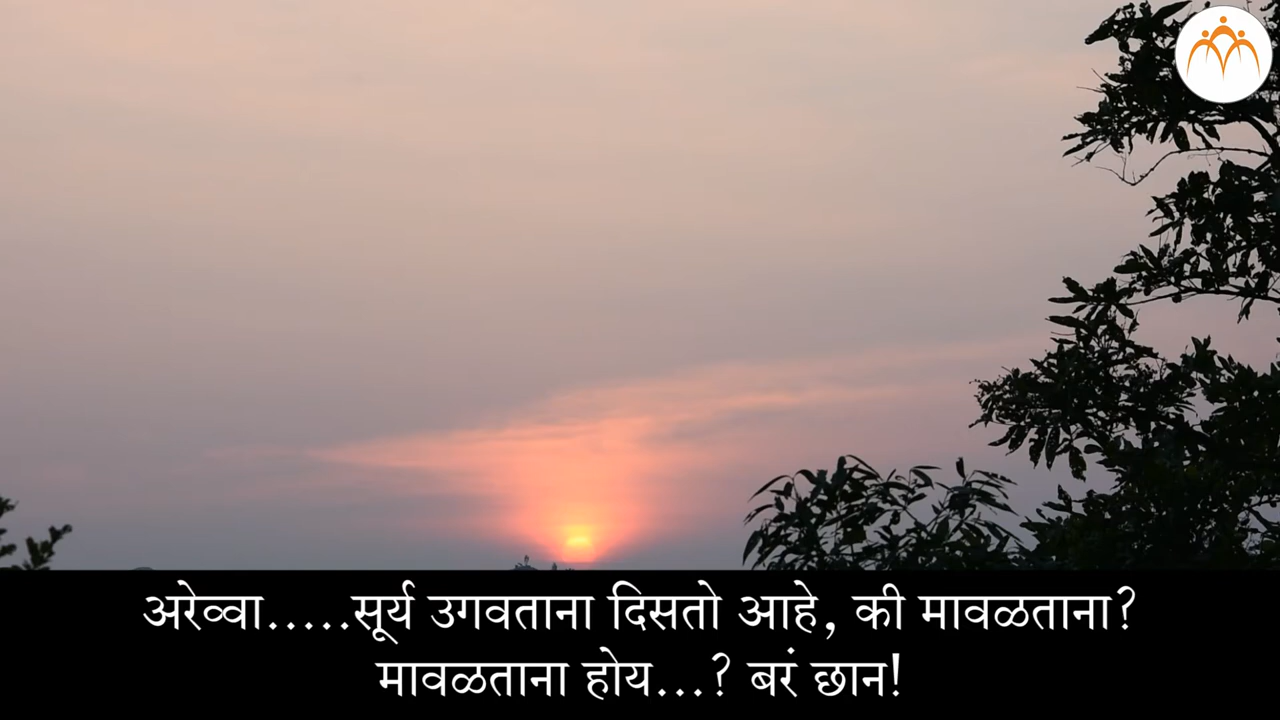 अरेव्वा.....सूर्य उगवताना दिसतो आहे, की मावळताना?
मावळताना होय...? बरं छान!